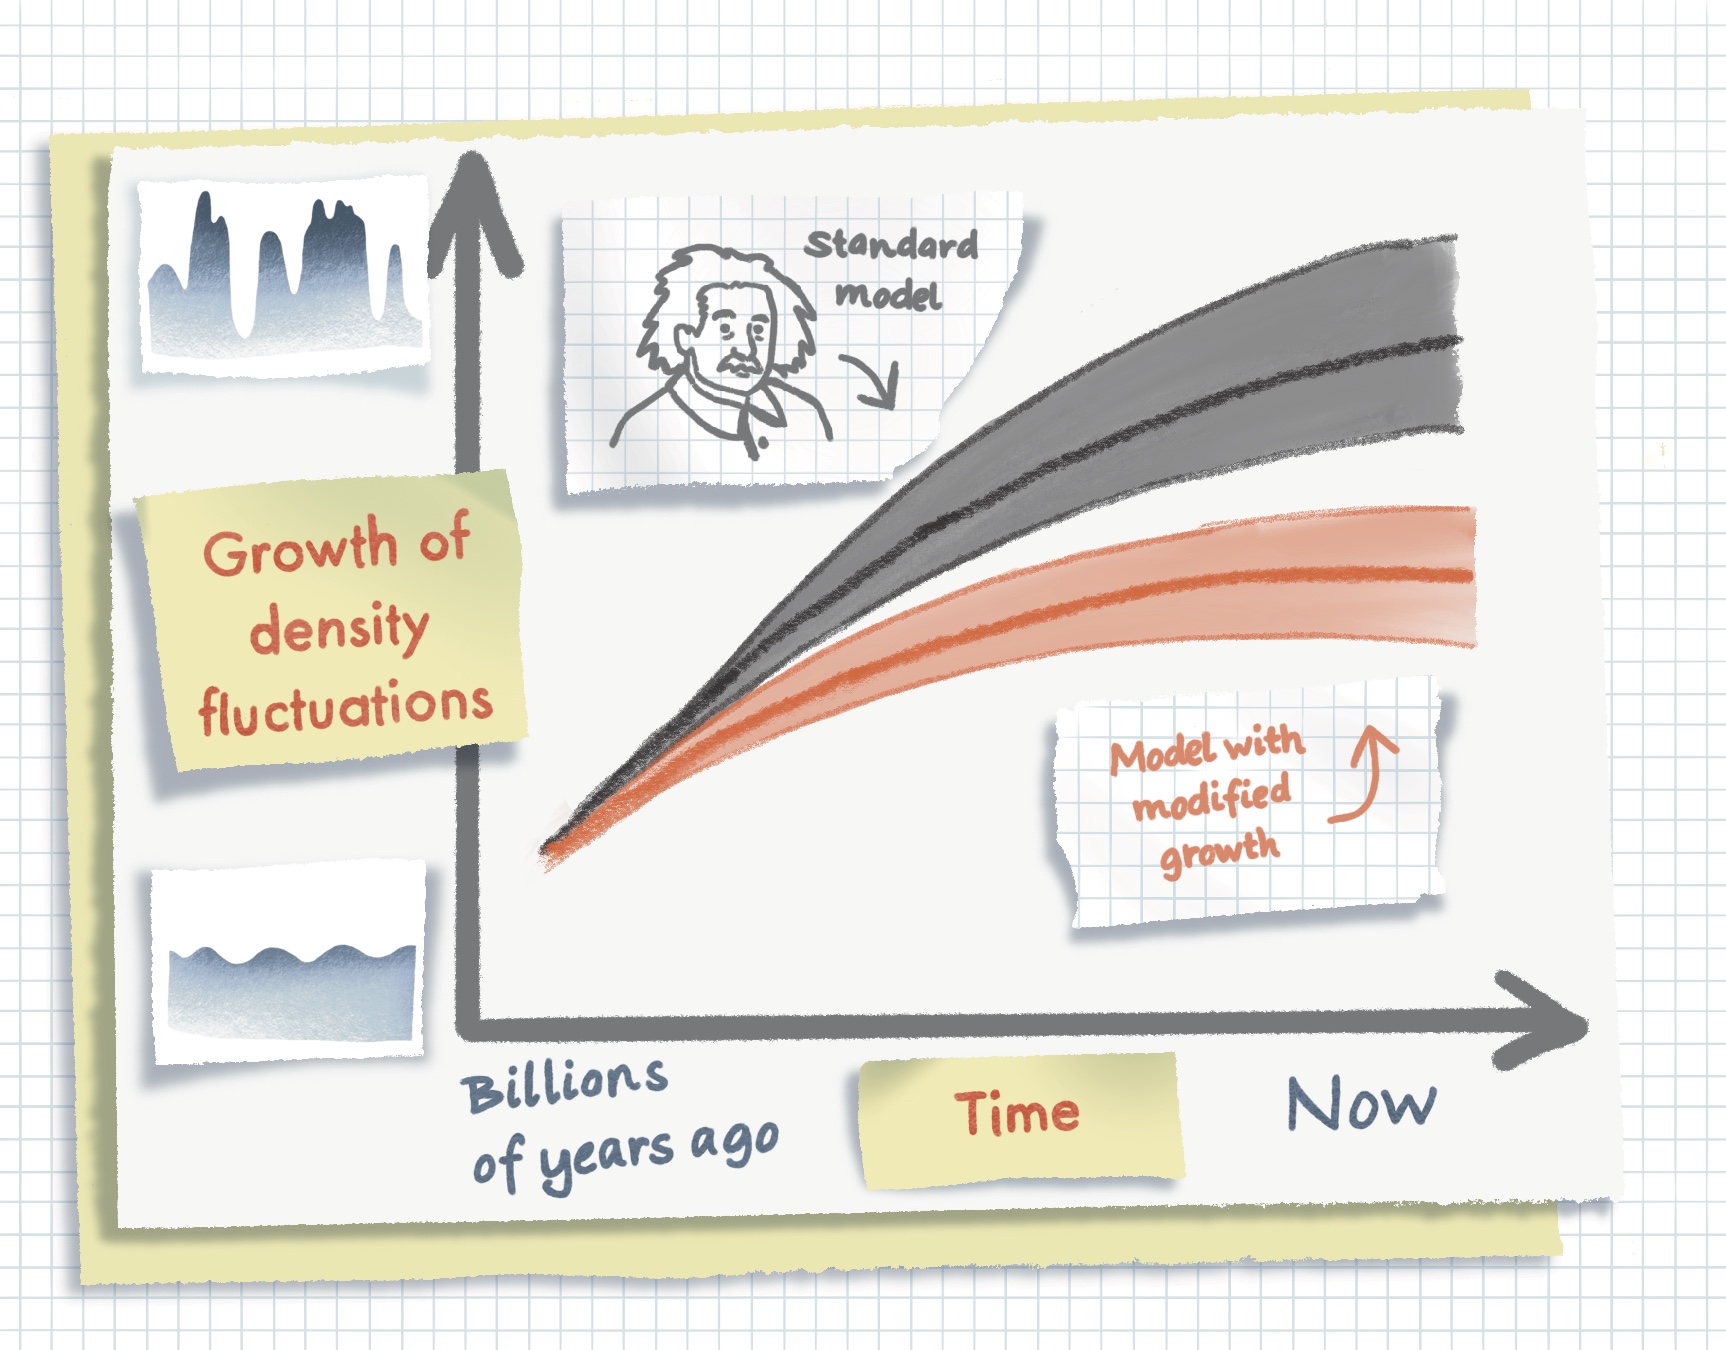 Standard
model
Growth of
density
fluctuations
Model with
modified
growth
Billions
of years ago
Time
Now